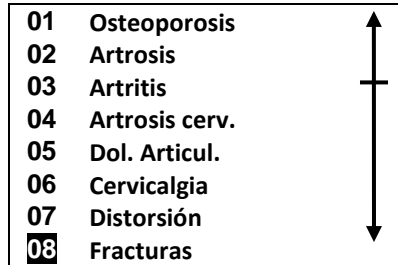 01 Osteoporosis
02 Artrosis
03 Artritis
04 Artrosis cerv.
05 Dol. Articul.
06 Cervicalgia
07 Distorsión
08 Fracturas